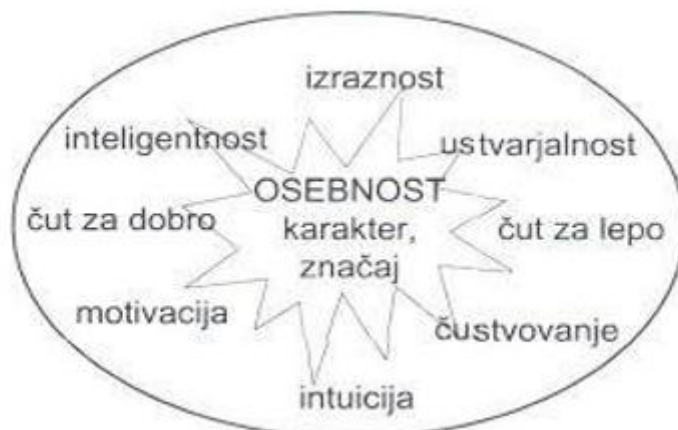 izraznost
inteligentnost
ustvarjalnost
OSEBNOST
karakter,
značaj
čut za dobro
čut za lepo
motivacija
čustvovanje
intuicija